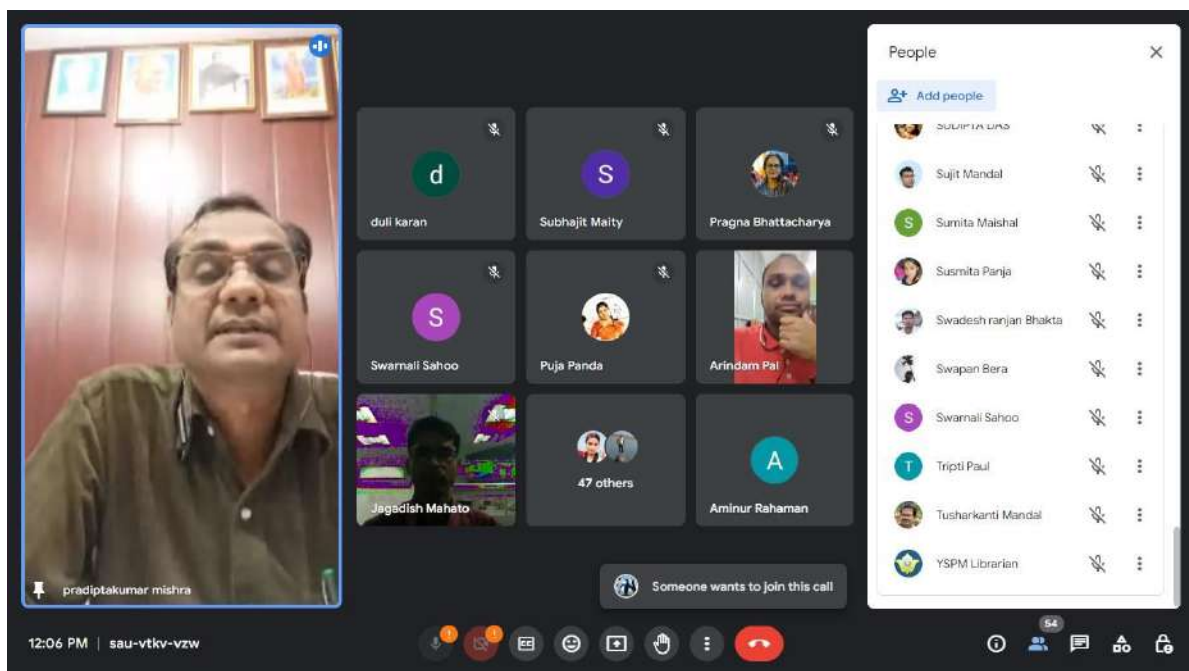 People
Add people
d
duli karan
S
Subhajit Maity
Pragna Bhattacharya
S
Swarnali Sahoo
Puja Panda
Arindam Pal
Jagadish Mahato
47 others
A
Aminur Rahaman
pradiptakumar mishra
SUDIPTA DAS
Sujit Mandal
S
Sumita Maishal
Susmita Panja
Swadesh ranjan Bhakta
Swapan Bera
S
Swarnali Sahoo
T
Tripti Paul
Tusharkanti Mandal
YSPM Librarian
Someone wants to join this call
12:06 PM | sau-vtkv-vzw
54